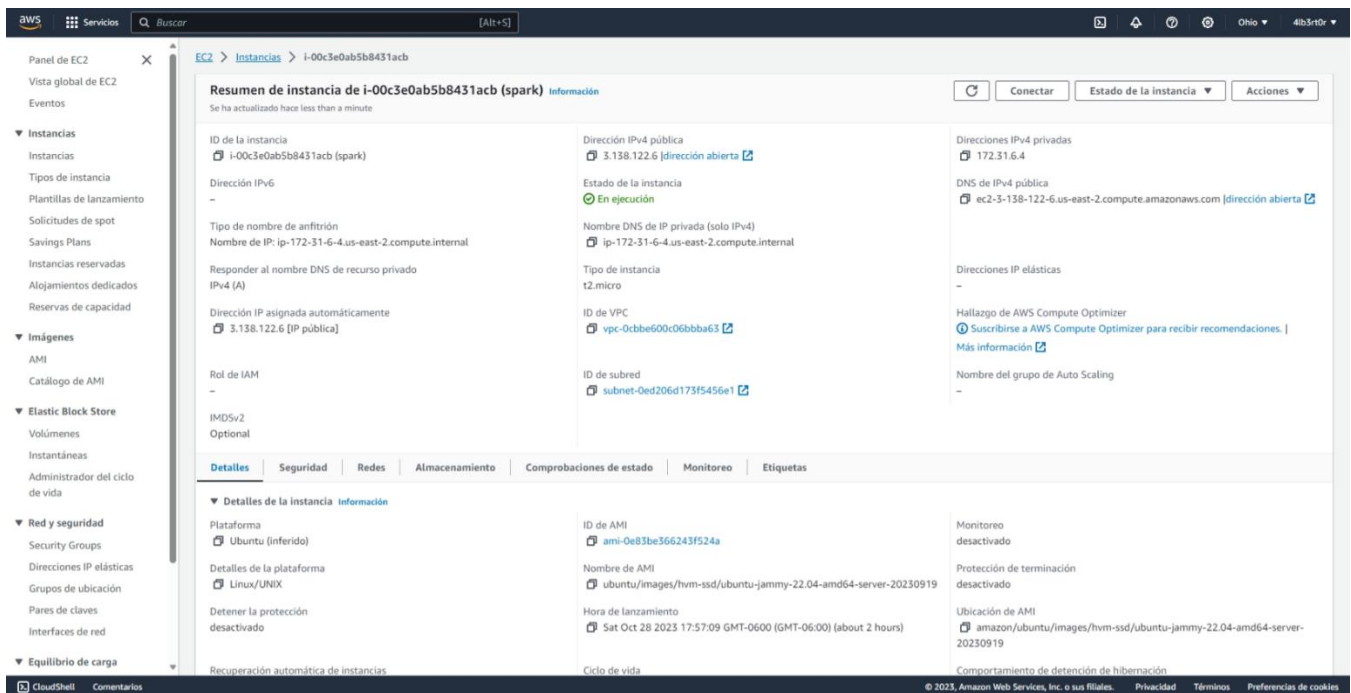 aws
Servicios
Buscar
[Alt+S]
Ohio
4lb3rt0r
Panel de EC2
Vista global de EC2
Eventos
Instancias
Instancias
Tipos de instancia
Plantillas de lanzamiento
Solicitudes de spot
Savings Plans
Instancias reservadas
Alojamientos dedicados
Reservas de capacidad
Imágenes
AMI
Catálogo de AMI
Elastic Block Store
Volúmenes
Instantáneas
Administrador del ciclo
de vida
Red y seguridad
Security Groups
Direcciones IP elásticas
Grupos de ubicación
Pares de claves
Interfaces de red
Equilibrio de carga
EC2 > Instancias > i-00c3e0ab5b8431acb
Resumen de instancia de i-00c3e0ab5b8431acb (spark) Información
Se ha actualizado hace less than a minute
Conectar
Estado de la instancia
Acciones
ID de la instancia
i-00c3e0ab5b8431acb (spark)
Dirección IPv4 pública
3.138.122.6 |dirección abierta
Direcciones IPv4 privadas
172.31.6.4
Dirección IPv6
–
Estado de la instancia
En ejecución
DNS de IPv4 pública
ec2-3-138-122-6.us-east-2.compute.amazonaws.com |dirección abierta
Tipo de nombre de anfitrión
Nombre de IP: ip-172-31-6-4.us-east-2.compute.internal
Nombre DNS de IP privada (solo IPv4)
ip-172-31-6-4.us-east-2.compute.internal
Responder al nombre DNS de recurso privado
IPv4 (A)
Tipo de instancia
t2.micro
Direcciones IP elásticas
–
Dirección IP asignada automáticamente
3.138.122.6 [IP pública]
ID de VPC
vpc-0cbbe600c06bbba63
Hallazgo de AWS Compute Optimizer
Suscribirse a AWS Compute Optimizer para recibir recomendaciones. |
Más información
Rol de IAM
–
ID de subred
subnet-0ed206d173f5456e1
Nombre del grupo de Auto Scaling
–
IMDSv2
Optional
Detalles
Seguridad
Redes
Almacenamiento
Comprobaciones de estado
Monitoreo
Etiquetas
Detalles de la instancia Información
Plataforma
Ubuntu (inferido)
ID de AMI
ami-0e83be366243f524a
Monitoreo
desactivado
Detalles de la plataforma
Linux/UNIX
Nombre de AMI
ubuntu/images/hvm-ssd/ubuntu-jammy-22.04-amd64-server-20230919
Protección de terminación
desactivado
Detener la protección
desactivado
Hora de lanzamiento
Sat Oct 28 2023 17:57:09 GMT-0600 (GMT-06:00) (about 2 hours)
Ubicación de AMI
amazon/ubuntu/images/hvm-ssd/ubuntu-jammy-22.04-amd64-server-
20230919
Recuperación automática de instancias
Ciclo de vida
Comportamiento de detención de hibernación
CloudShell
Comentarios
© 2023, Amazon Web Services, Inc. o sus filiales.
Privacidad
Términos
Preferencias de cookies